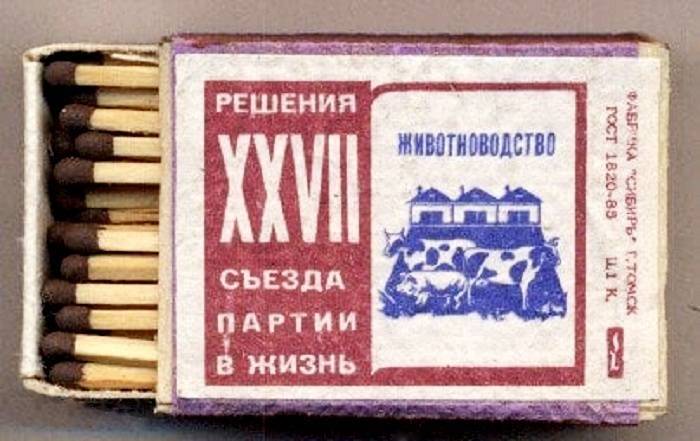 РЕШЕНИЯ
XXVII
СЪЕЗДА
ПАРТИИ
В ЖИЗНЬ
ЖИВОТНОВОДСТВО
ФАБРИКА "СИБИРЬ" Г.ТОМСК
ГОСТ 1820-85 Ц.1 К.